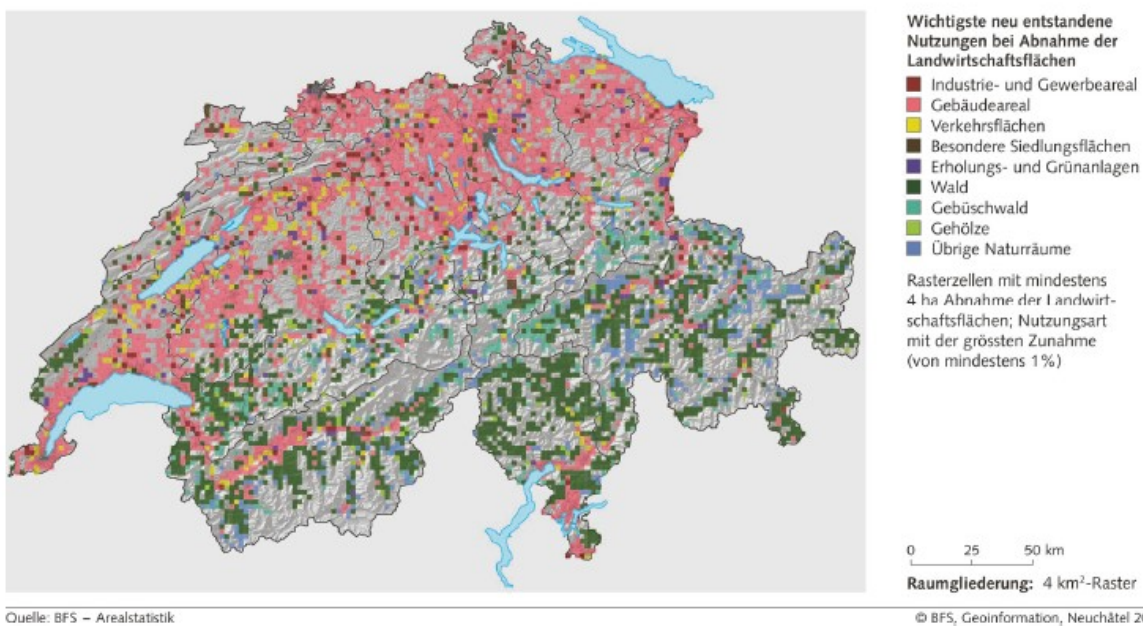 Wichtigste neu entstandene
Nutzungen bei Abnahme der
Landwirtschaftsflächen
Industrie- und Gewerbeareal
Gebäudeareal
Verkehrsflächen
Besondere Siedlungsflächen
Erholungs- und Grünanlagen
Wald
Gebüschwald
Gehölze
Übrige Naturräume
Rasterzellen mit mindestens
4 ha Abnahme der Landwirt-
schaftsflächen; Nutzungsart
mit der grössten Zunahme
(von mindestens 1%)
0 25 50 km
Raumgliederung: 4 km²-Raster
Quelle: BFS – Arealstatistik
© BFS, Geoinformation, Neuchâtel